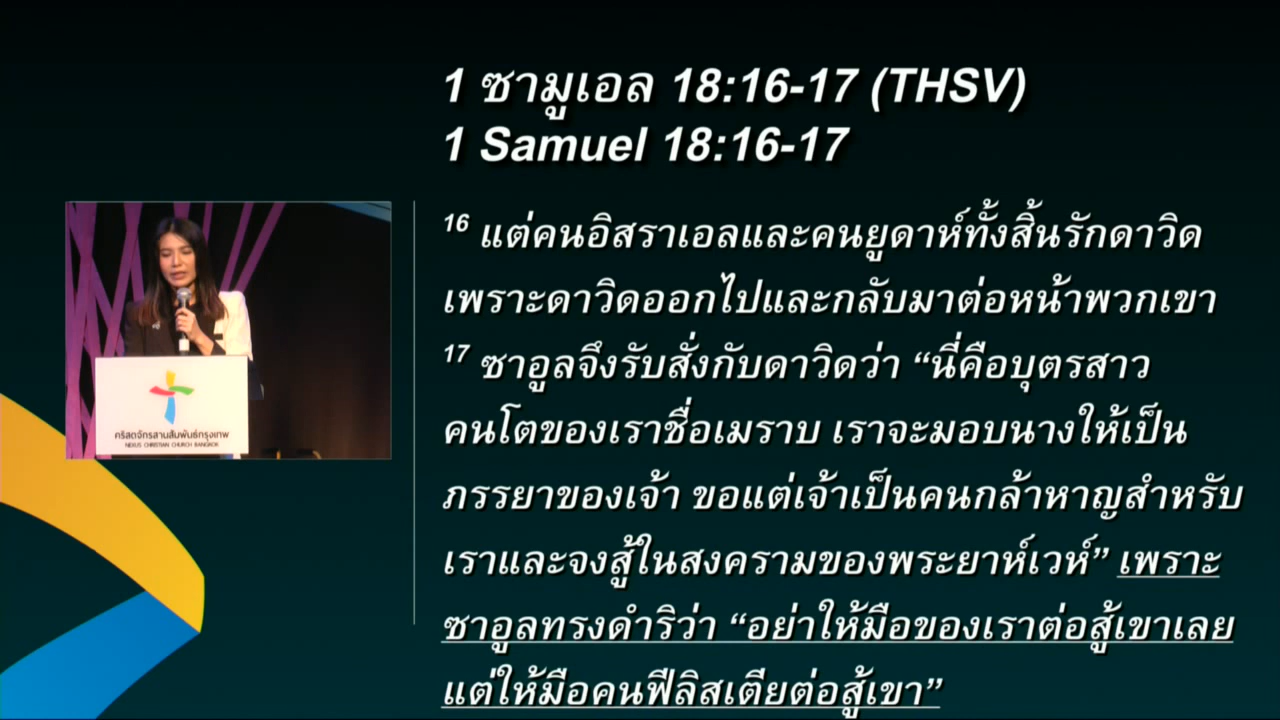 1 ซามูเอล 18:16-17 (THSV)
1 Samuel 18:16-17
16 แต่คนอิสราเอลและคนยูดาห์ทั้งสิ้นรักดาวิด
เพราะดาวิดออกไปและกลับมาต่อหน้าพวกเขา
17 ซาอูลจึงรับสั่งกับดาวิดว่า “นี่คือบุตรสาว
คนโตของเราชื่อเมราบ เราจะมอบนางให้เป็น
ภรรยาของเจ้า ขอแต่เจ้าเป็นคนกล้าหาญสำหรับ
เราและจงสู้ในสงครามของพระยาห์เวห์” เพราะ
ซาอูลทรงดำริว่า “อย่าให้มือของเราต่อสู้เขาเลย
แต่ให้มือคนฟีลิสเตียต่อสู้เขา”
คริสตจักรสานสัมพันธ์กรุงเทพ
NEXUS CHRISTIAN CHURCH BANGKOK